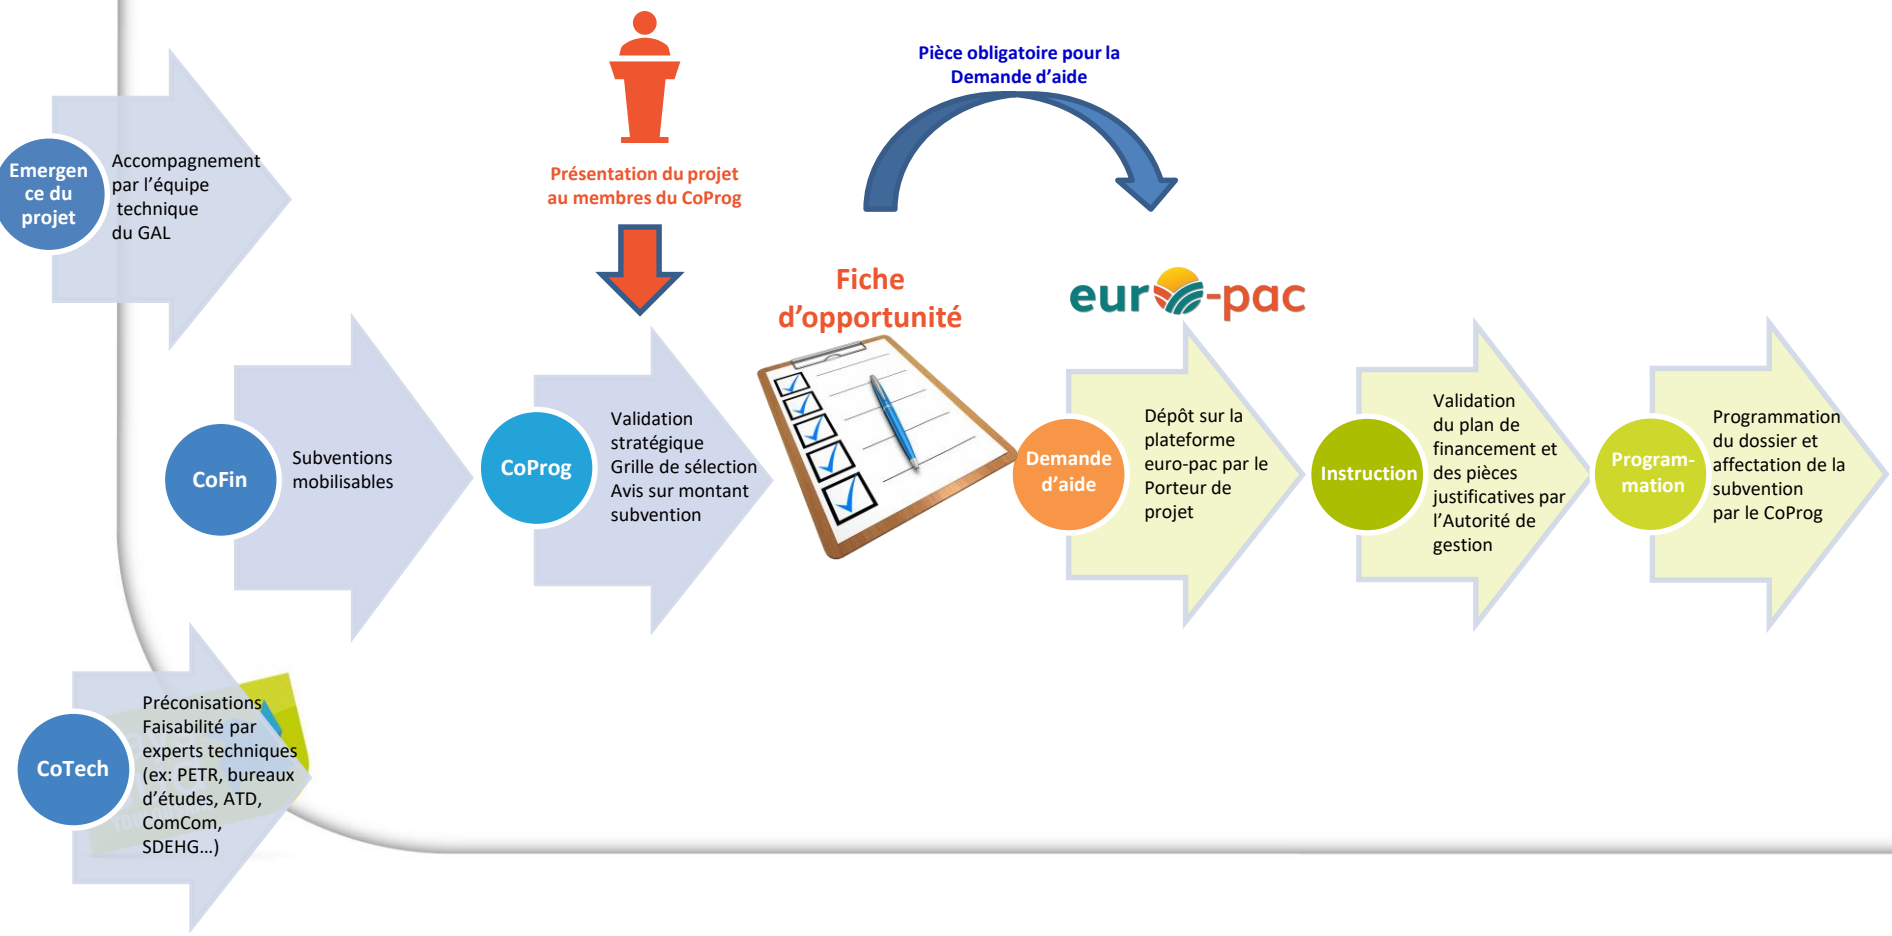 Emergen
ce du
projet
Accompagnement
par l’équipe
technique
du GAL
Présentation du projet
au membres du CoProg
Pièce obligatoire pour la
Demande d’aide
Fiche
d’opportunité
euro-pac
CoFin
Subventions
mobilisables
CoProg
Validation
stratégique
Grille de sélection
Avis sur montant
subvention
Demande
d’aide
Dépôt sur la
plateforme
euro-pac par le
Porteur de
projet
Instruction
Validation
du plan de
financement et
des pièces
justificatives par
l’Autorité de
gestion
Program-
mation
Programmation
du dossier et
affectation de la
subvention
par le CoProg
CoTech
Préconisations
Faisabilité par
experts techniques
(ex: PETR, bureaux
d’études, ATD,
ComCom,
SDEHG…)